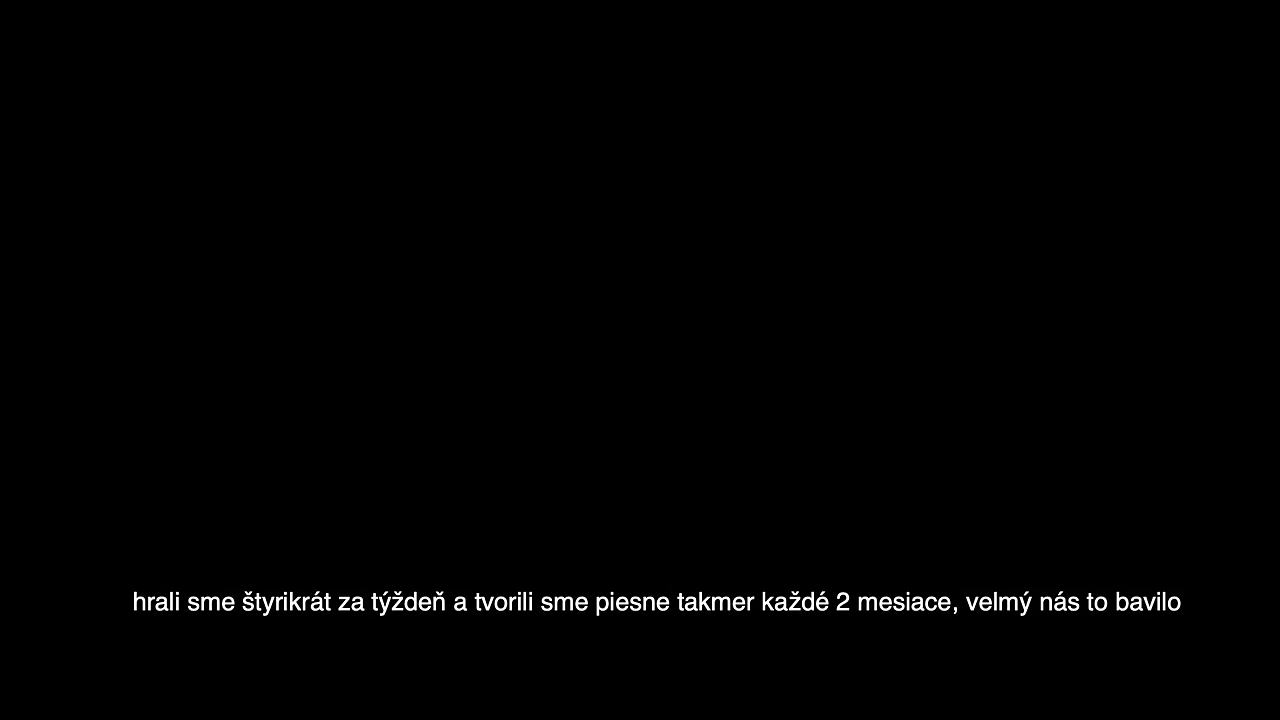 hrali sme štyrikrát za týždeň a tvorili sme piesne takmer každé 2 mesiace, velmý nás to bavilo